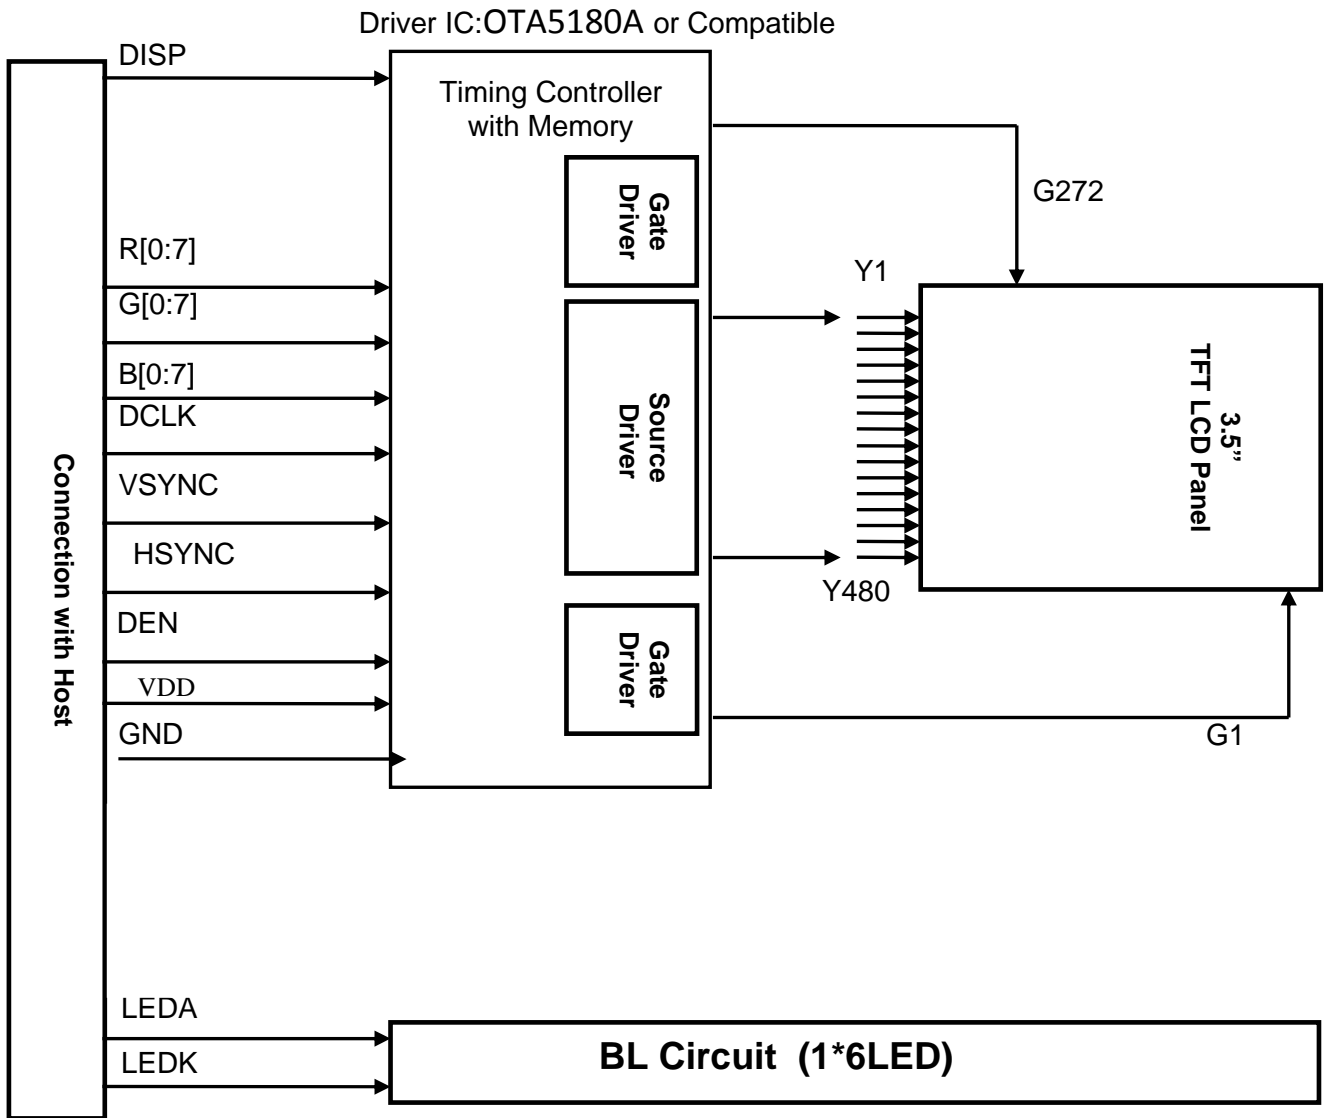 Driver IC:OTA5180A or Compatible
DISP
Timing Controller
with Memory
Gate
Driver
G272
R[0:7]
Y1
G[0:7]
B[0:7]
DCLK
Source
Driver
3.5”
TFT LCD Panel
Connection with Host
VSYNC
HSYNC
Y480
DEN
Gate
Driver
VDD
GND
G1
LEDA
LEDK
BL Circuit (1*6LED)